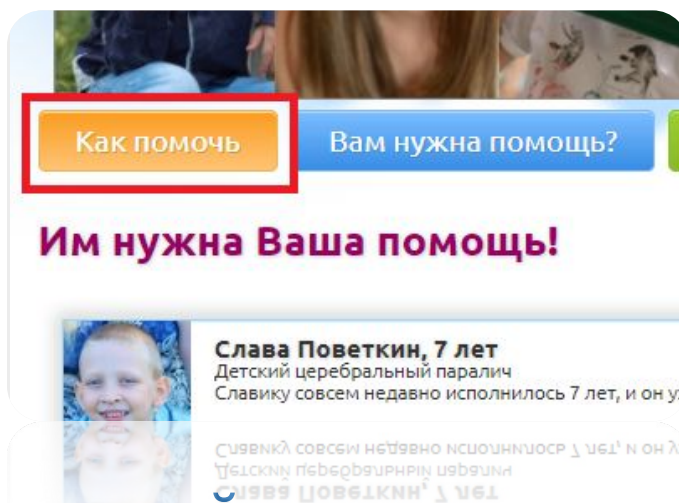 Как помочь
Вам нужна помощь?
Им нужна Ваша помощь!
Слава Поветкин, 7 лет
Детский церебральный паралич
Славику совсем недавно исполнилось 7 лет, и он у